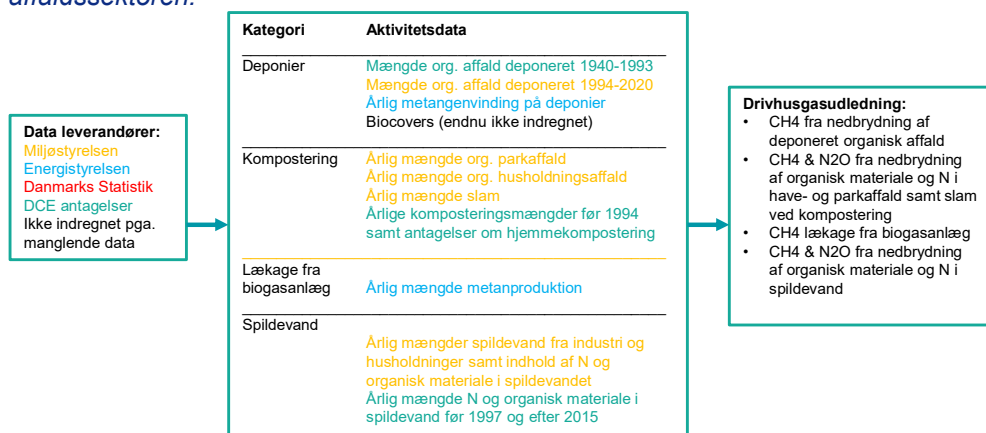 affaldssektoren.
Data leverandører:
Miljøstyrelsen
Energistyrelsen
Danmarks Statistik
DCE antagelser
Ikke indregnet pga.
manglende data
Kategori Aktivitetsdata
Deponier Mængde org. affald deponeret 1940-1993
Mængde org. affald deponeret 1994-2020
Årlig metangenvinding på deponier
Biocovers (endnu ikke indregnet)
Kompostering Årlig mængde org. parkaffald
Årlig mængde org. husholdningsaffald
Årlig mængde slam
Årlige komposteringsmængder før 1994
samt antagelser om hjemmekompostering
Lækage fra
biogasanlæg Årlig mængde metanproduktion
Spildevand
Årlig mængder spildevand fra industri og
husholdninger samt indhold af N og
organisk materiale i spildevandet
Årlig mængde N og organisk materiale i
spildevand før 1997 og efter 2015
Drivhusgasudledning:
• CH4 fra nedbrydning af
deponeret organisk affald
• CH4 & N2O fra nedbrydning
af organisk materiale og N i
have- og parkaffald samt slam
ved kompostering
• CH4 lækage fra biogasanlæg
• CH4 & N2O fra nedbrydning
af organisk materiale og N i
spildevand